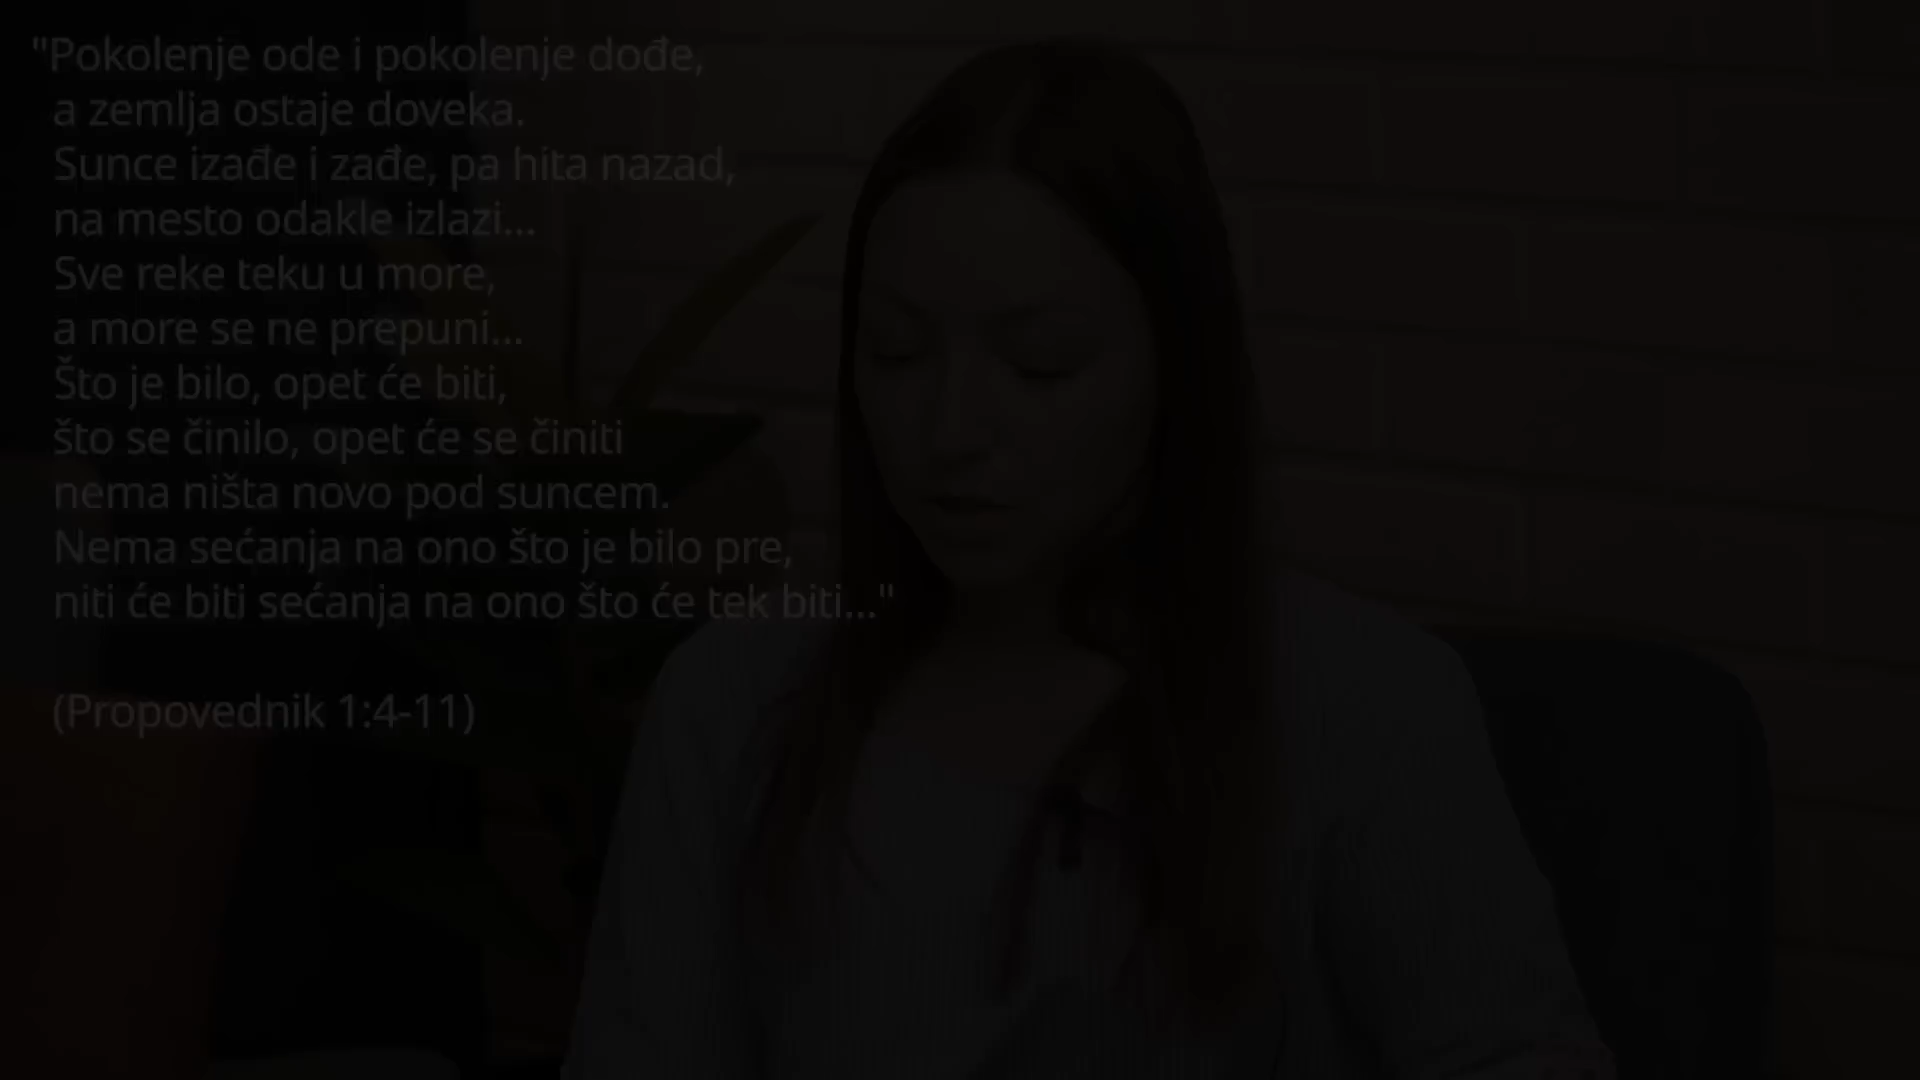 "Pokolenje ode i pokolenje dođe,
a zemlja ostaje doveka.
Sunce izađe i zađe, pa hita nazad,
na mesto odakle izlazi...
Sve reke teku u more,
a more se ne prepuni...
Što je bilo, opet će biti,
što se činilo, opet će se činiti
nema ništa novo pod suncem.
Nema sećanja na ono što je bilo pre,
niti će biti sećanja na ono što će tek biti..."
(Propovednik 1:4-11)